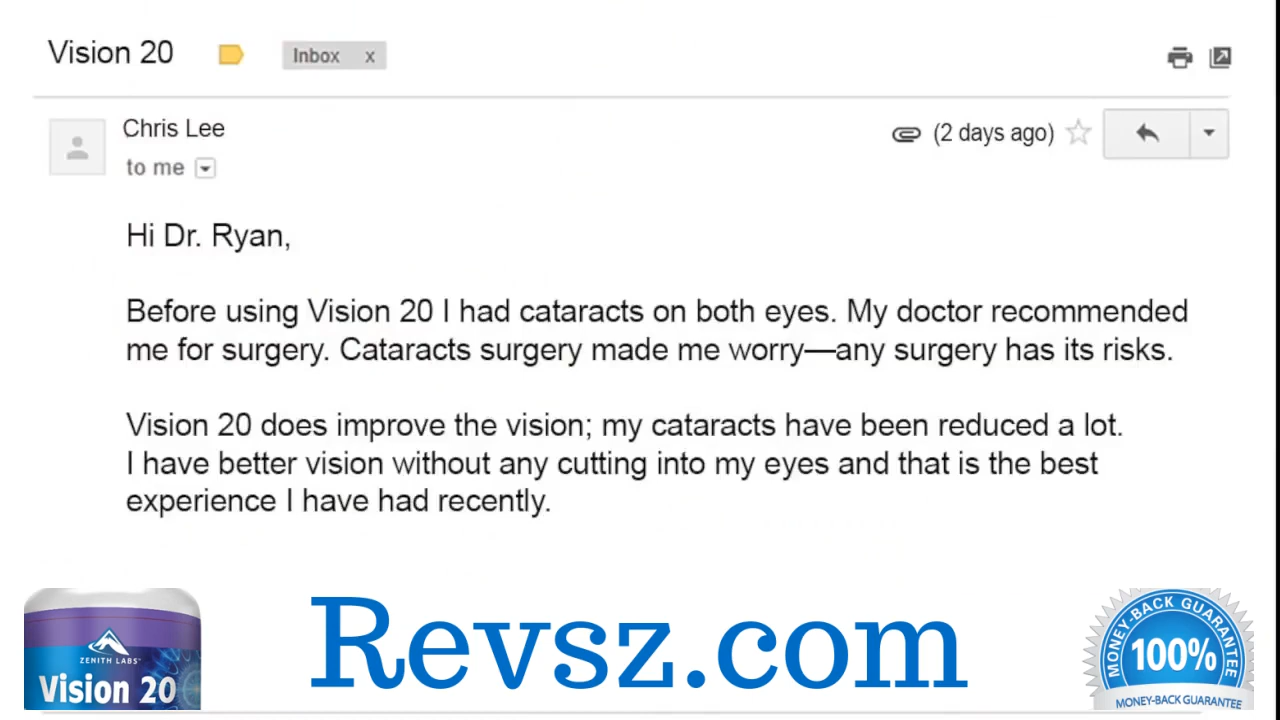 Vision 20
Inbox x
Chris Lee
(2 days ago)
to me
Hi Dr. Ryan,
Before using Vision 20 I had cataracts on both eyes. My doctor recommended
me for surgery. Cataracts surgery made me worry—any surgery has its risks.
Vision 20 does improve the vision; my cataracts have been reduced a lot.
I have better vision without any cutting into my eyes and that is the best
experience I have had recently.
ZENITH LABS™
Vision 20
Revsz.com
MONEY-BACK GUARANTEE
100%
MONEY-BACK GUARANTEE